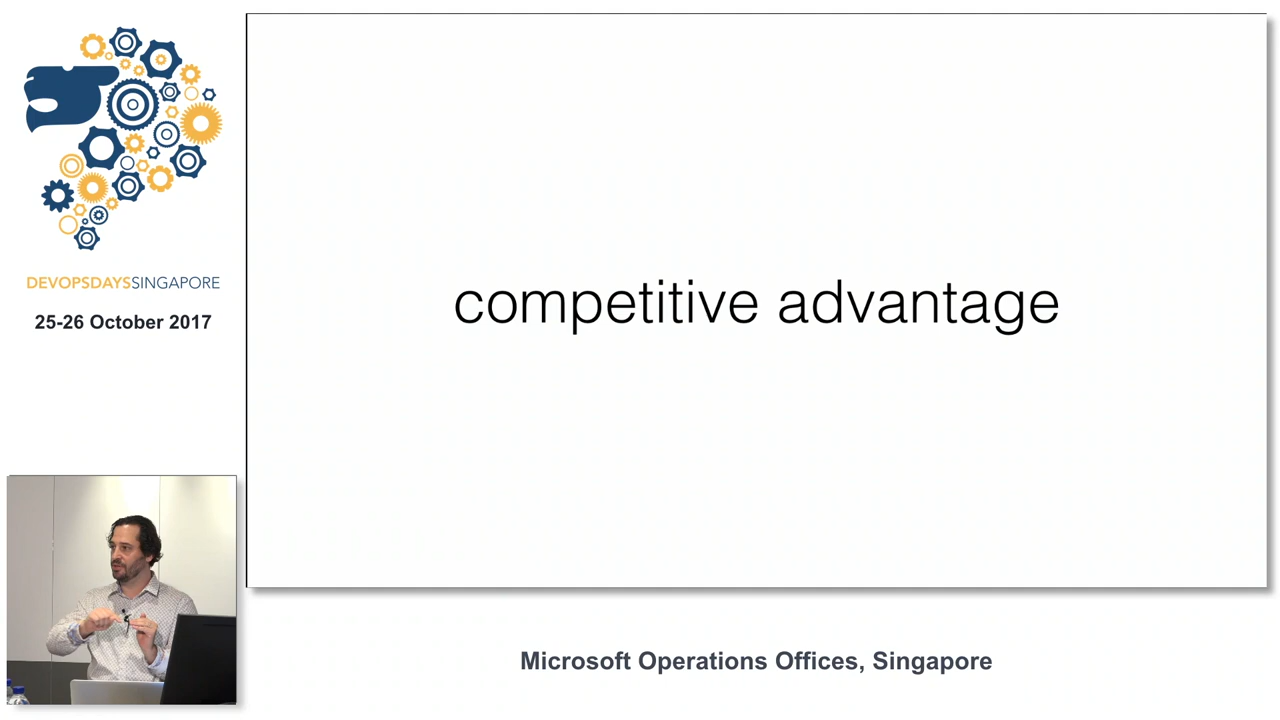 DEVOPSDAYSSINGAPORE
25-26 October 2017
competitive advantage
Microsoft Operations Offices, Singapore